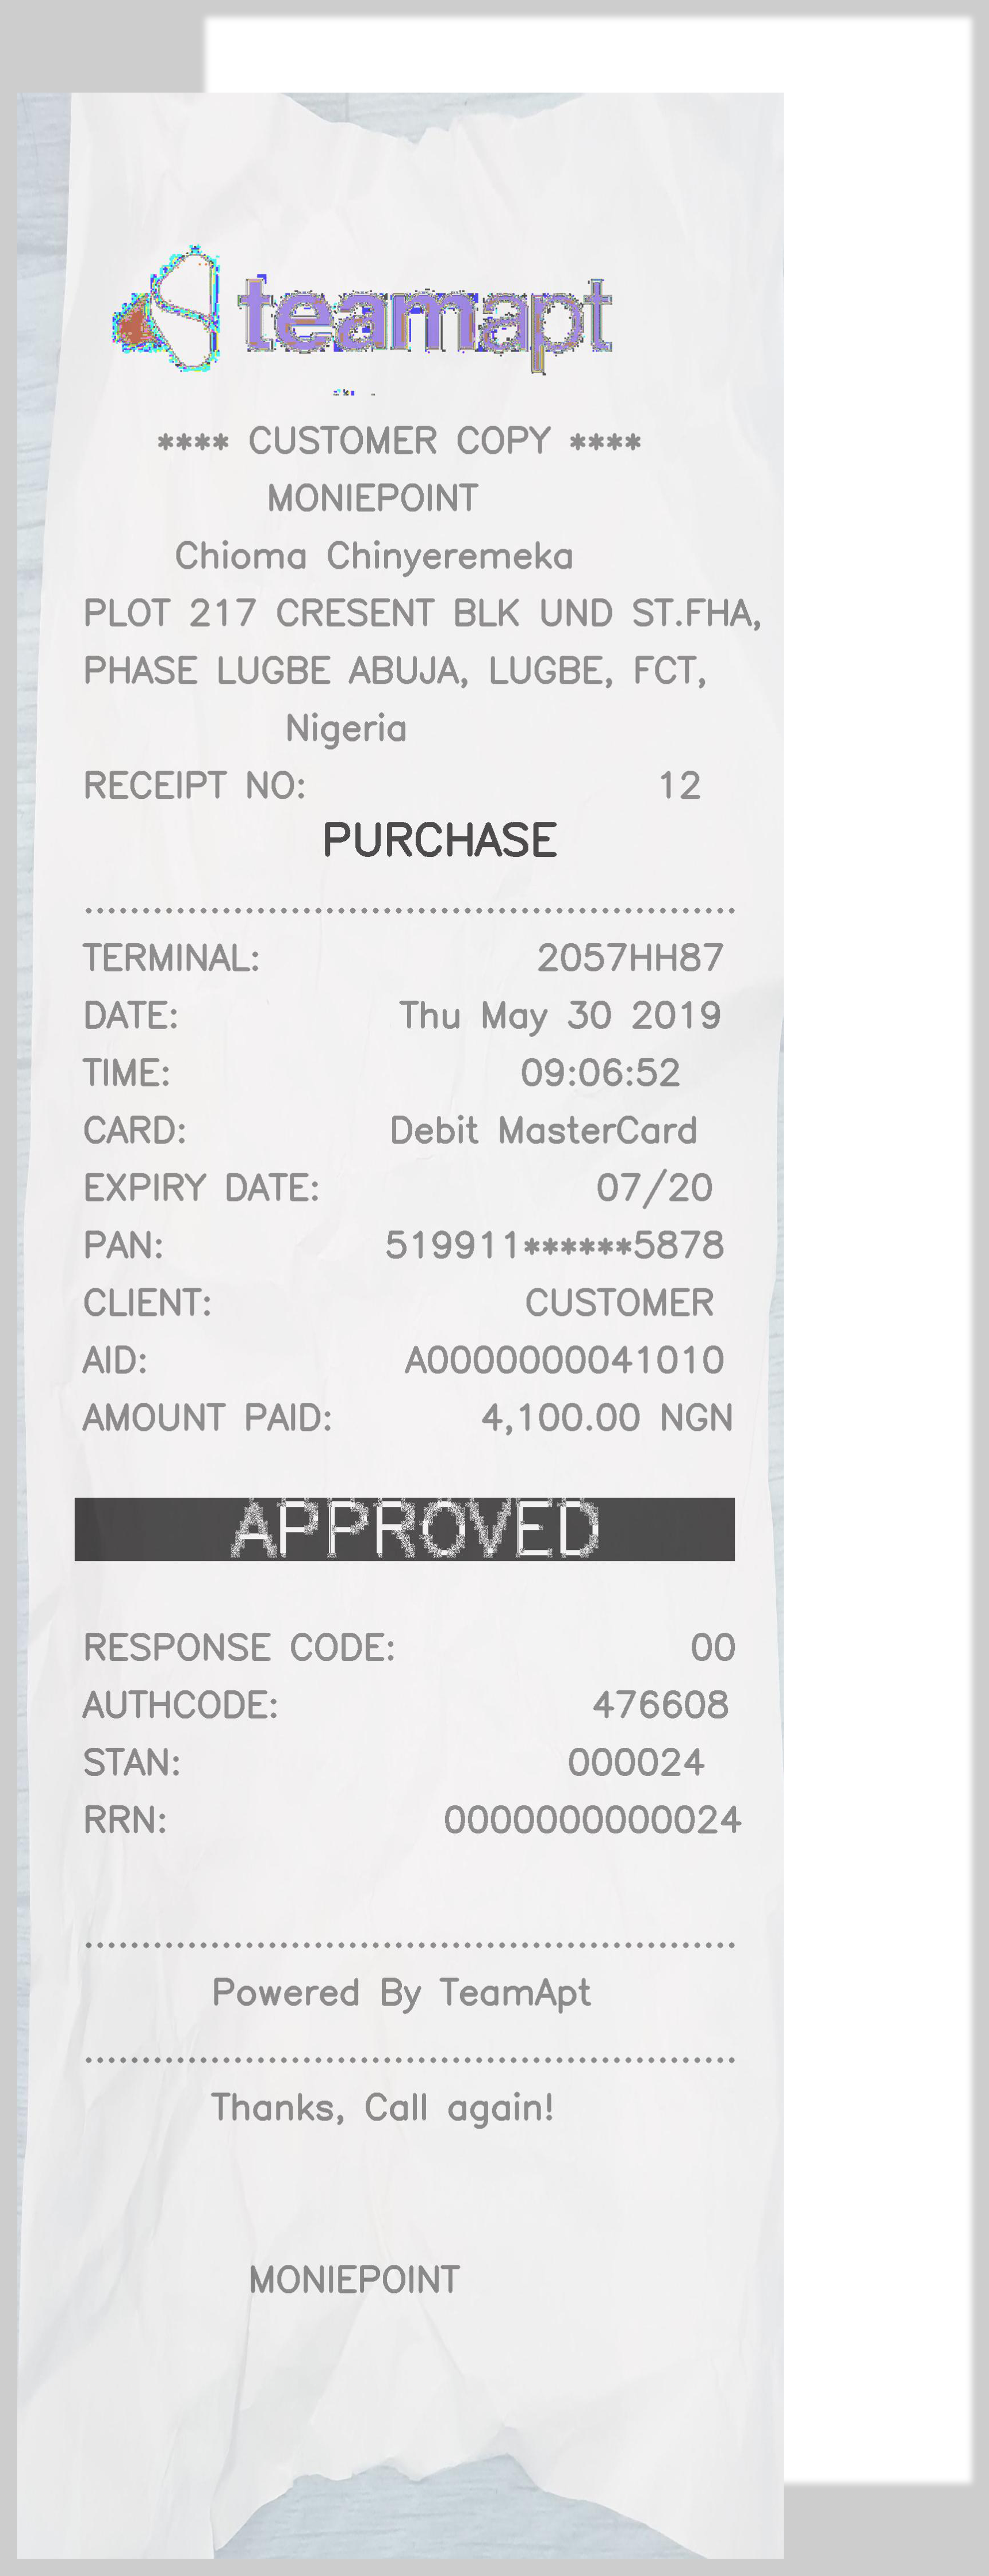 teamapt
**** CUSTOMER COPY ****
MONIEPOINT
Chioma Chinyeremeka
PLOT 217 CRESENT BLK UND ST.FHA,
PHASE LUGBE ABUJA, LUGBE, FCT,
Nigeria
RECEIPT NO: 12
PURCHASE
TERMINAL: 2057HH87
DATE: Thu May 30 2019
TIME: 09:06:52
CARD: Debit MasterCard
EXPIRY DATE: 07/20
PAN: 519911******5878
CLIENT: CUSTOMER
AID: A0000000041010
AMOUNT PAID: 4,100.00 NGN
APPROVED
RESPONSE CODE: 00
AUTHCODE: 476608
STAN: 000024
RRN: 0000000000024
Powered By TeamApt
Thanks, Call again!
MONIEPOINT